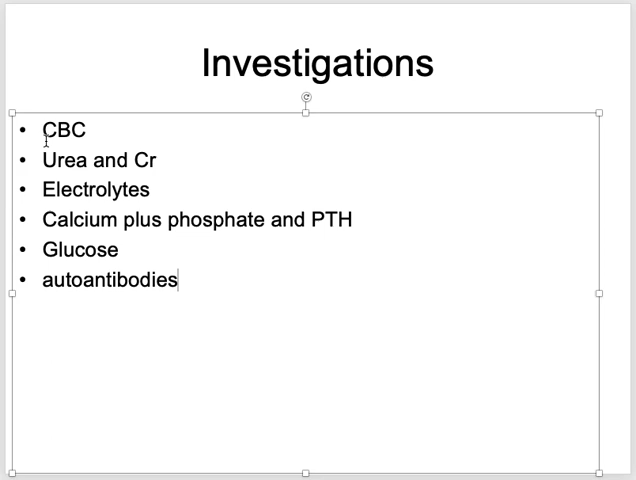 Investigations
• CBC
• Urea and Cr
• Electrolytes
• Calcium plus phosphate and PTH
• Glucose
• autoantibodies